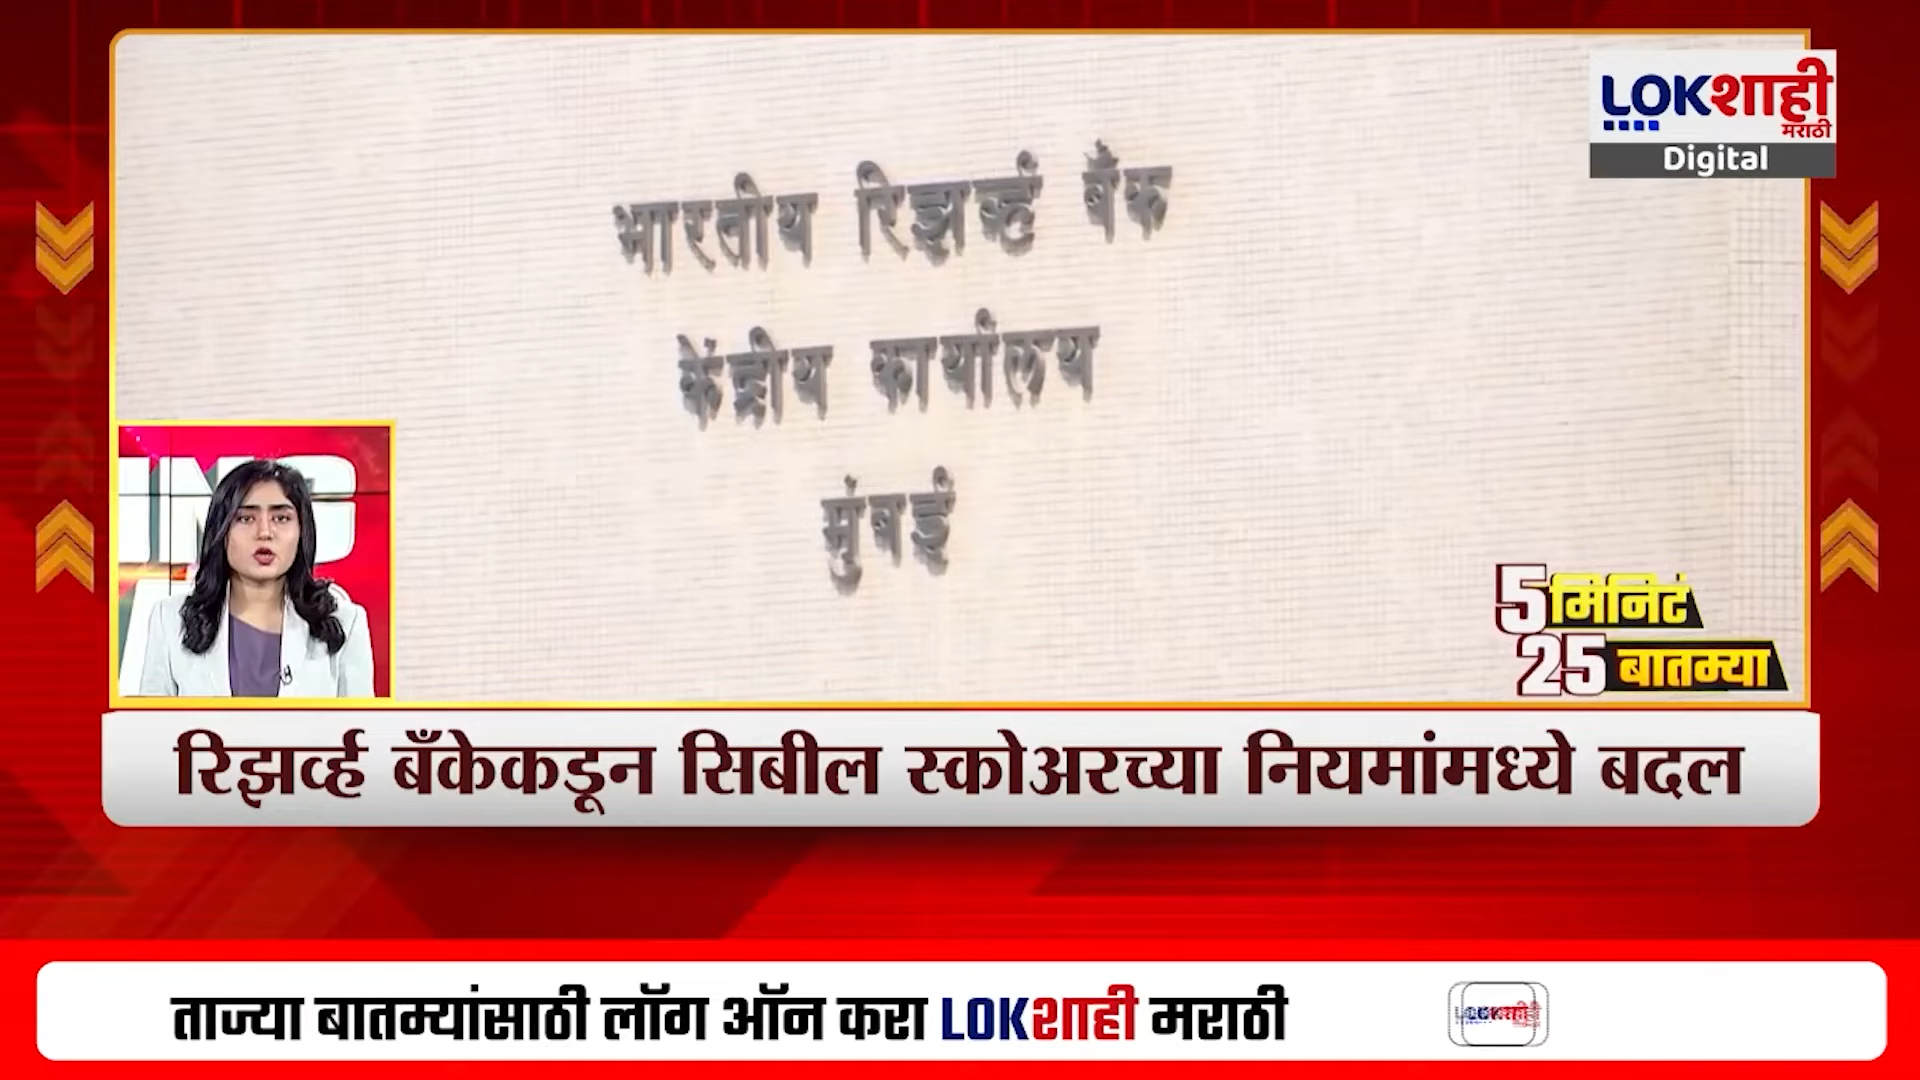 LOKशाही
मराठी
Digital
भारतीय रिझर्व्ह बैंक
केंद्रीय कार्यालय
मुंबई
ING
5 मिनिटं
25 बातम्या
रिझर्व्ह बँकेकडून सिबील स्कोअरच्या नियमांमध्ये बदल
ताज्या बातम्यांसाठी लॉग ऑन करा LOKशाही मराठी